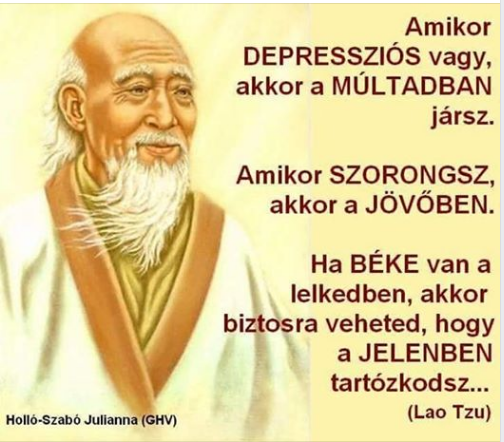 Amikor
DEPRESSZIÓS vagy,
akkor a MÚLTADBAN
jársz.
Amikor SZORONGSZ,
akkor a JÖVŐBEN.
Ha BÉKE van a
lelkedben, akkor
biztosra veheted, hogy
a JELENBEN
tartózkodsz...
(Lao Tzu)
Holló-Szabó Julianna (GHV)